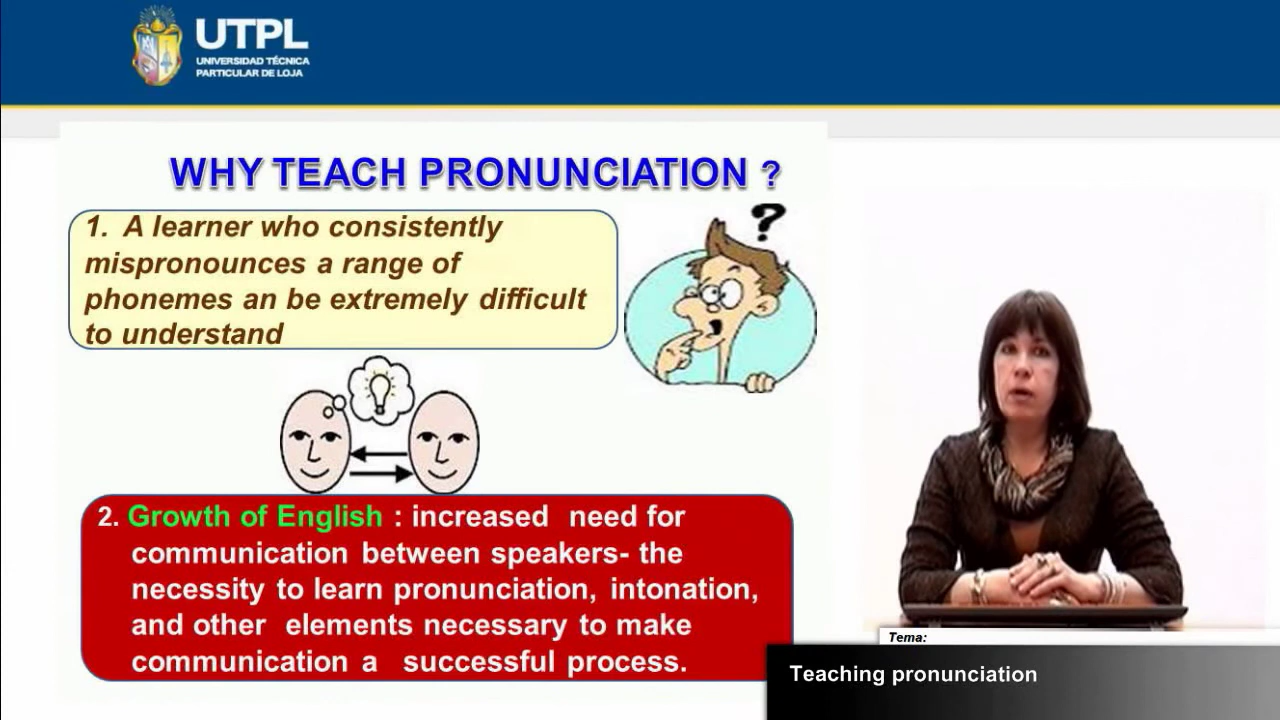 UTPL
UNIVERSIDAD TÉCNICA
PARTICULAR DE LOJA
WHY TEACH PRONUNCIATION ?
1. A learner who consistently
mispronounces a range of
phonemes an be extremely difficult
to understand
?
2. Growth of English : increased need for
communication between speakers- the
necessity to learn pronunciation, intonation,
and other elements necessary to make
communication a successful process.
Tema:
Teaching pronunciation